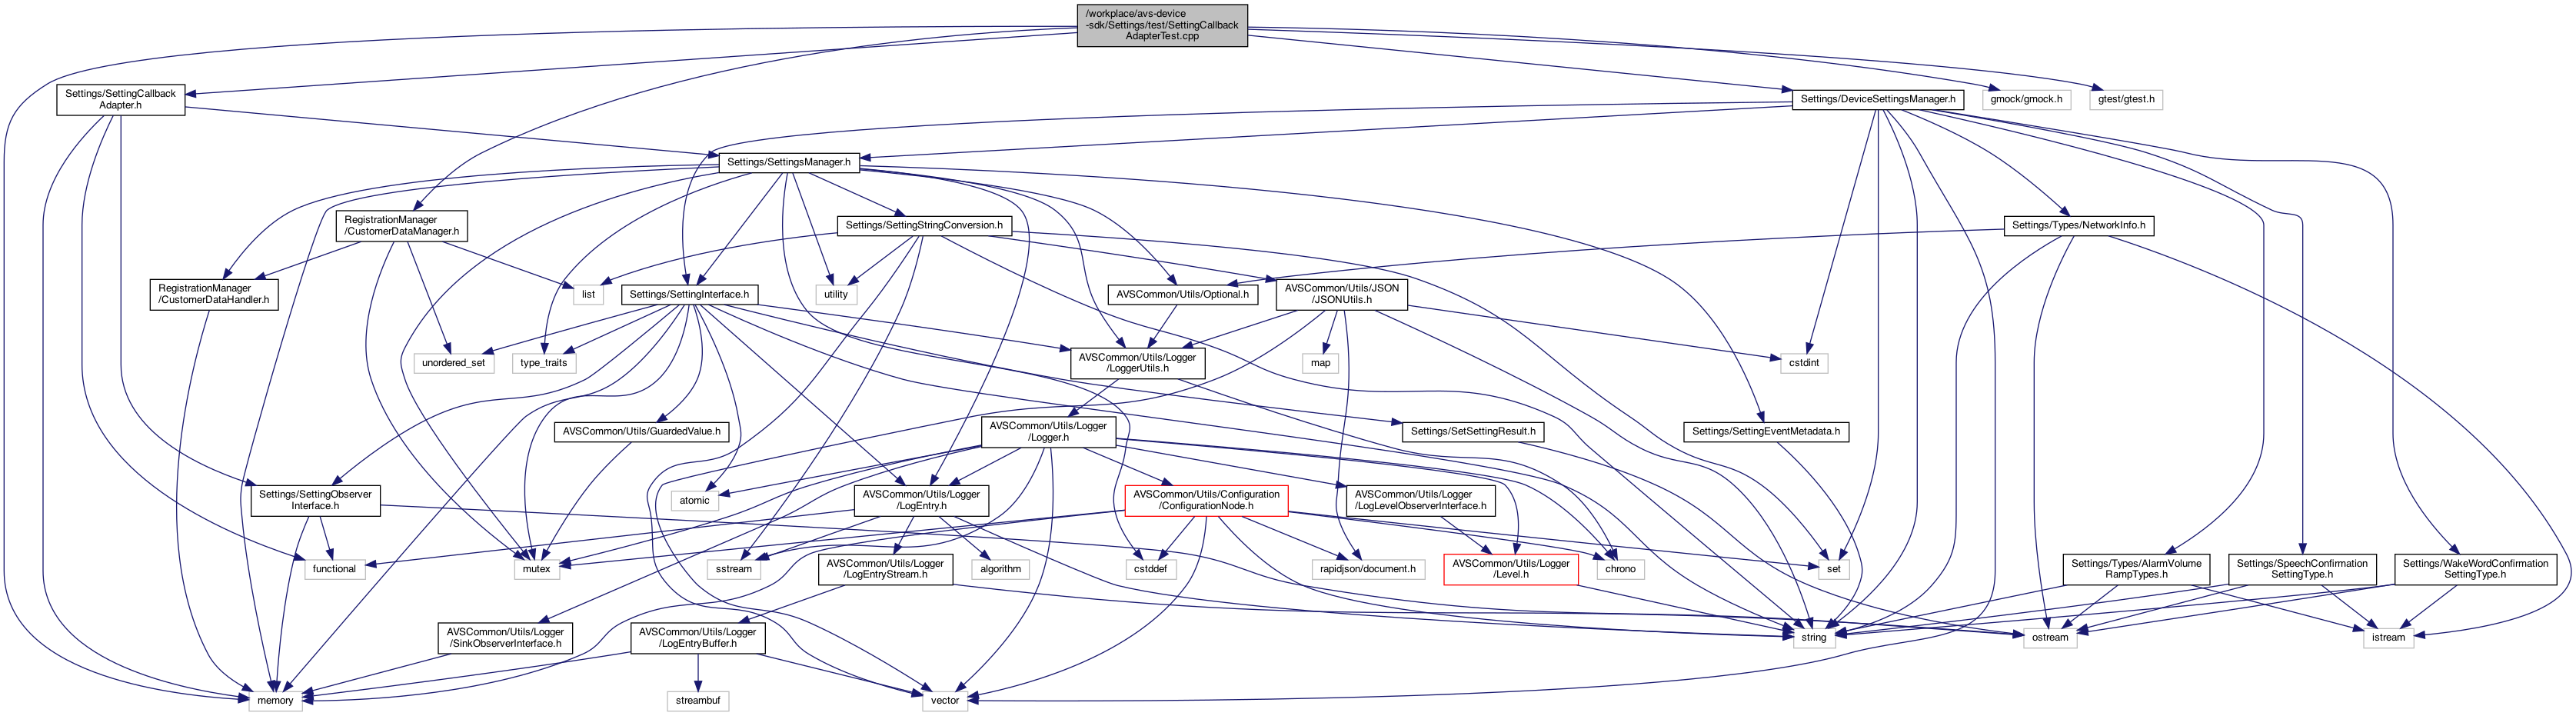 /workplace/avs-device
-sdk/Settings/test/SettingCallback
AdapterTest.cpp
Settings/SettingCallback
Adapter.h
Settings/DeviceSettingsManager.h
gmock/gmock.h
gtest/gtest.h
Settings/SettingsManager.h
RegistrationManager
/CustomerDataManager.h
Settings/SettingStringConversion.h
Settings/Types/NetworkInfo.h
RegistrationManager
/CustomerDataHandler.h
list
Settings/SettingInterface.h
utility
AVSCommon/Utils/Optional.h
AVSCommon/Utils/JSON
/JSONUtils.h
unordered_set
type_traits
AVSCommon/Utils/Logger
/LoggerUtils.h
map
cstdint
AVSCommon/Utils/GuardedValue.h
AVSCommon/Utils/Logger
/Logger.h
Settings/SetSettingResult.h
Settings/SettingEventMetadata.h
Settings/SettingObserver
Interface.h
atomic
AVSCommon/Utils/Logger
/LogEntry.h
AVSCommon/Utils/Configuration
/ConfigurationNode.h
AVSCommon/Utils/Logger
/LogLevelObserverInterface.h
functional
mutex
sstream
AVSCommon/Utils/Logger
/LogEntryStream.h
algorithm
cstddef
rapidjson/document.h
AVSCommon/Utils/Logger
/Level.h
chrono
set
Settings/Types/AlarmVolume
RampTypes.h
Settings/SpeechConfirmation
SettingType.h
Settings/WakeWordConfirmation
SettingType.h
AVSCommon/Utils/Logger
/SinkObserverInterface.h
AVSCommon/Utils/Logger
/LogEntryBuffer.h
string
ostream
istream
memory
streambuf
vector